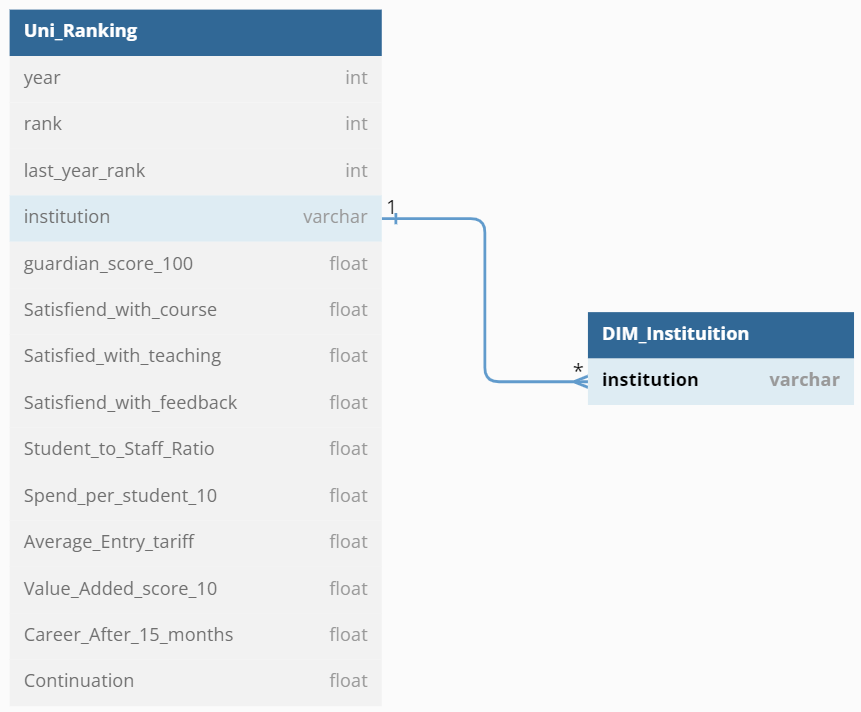 Uni_Ranking
year int
rank int
last_year_rank int
institution varchar
1
guardian_score_100 float
Satisfiend_with_course float
Satisfied_with_teaching float
Satisfiend_with_feedback float
Student_to_Staff_Ratio float
Spend_per_student_10 float
Average_Entry_tariff float
Value_Added_score_10 float
Career_After_15_months float
Continuation float
DIM_Instituition
*
institution varchar